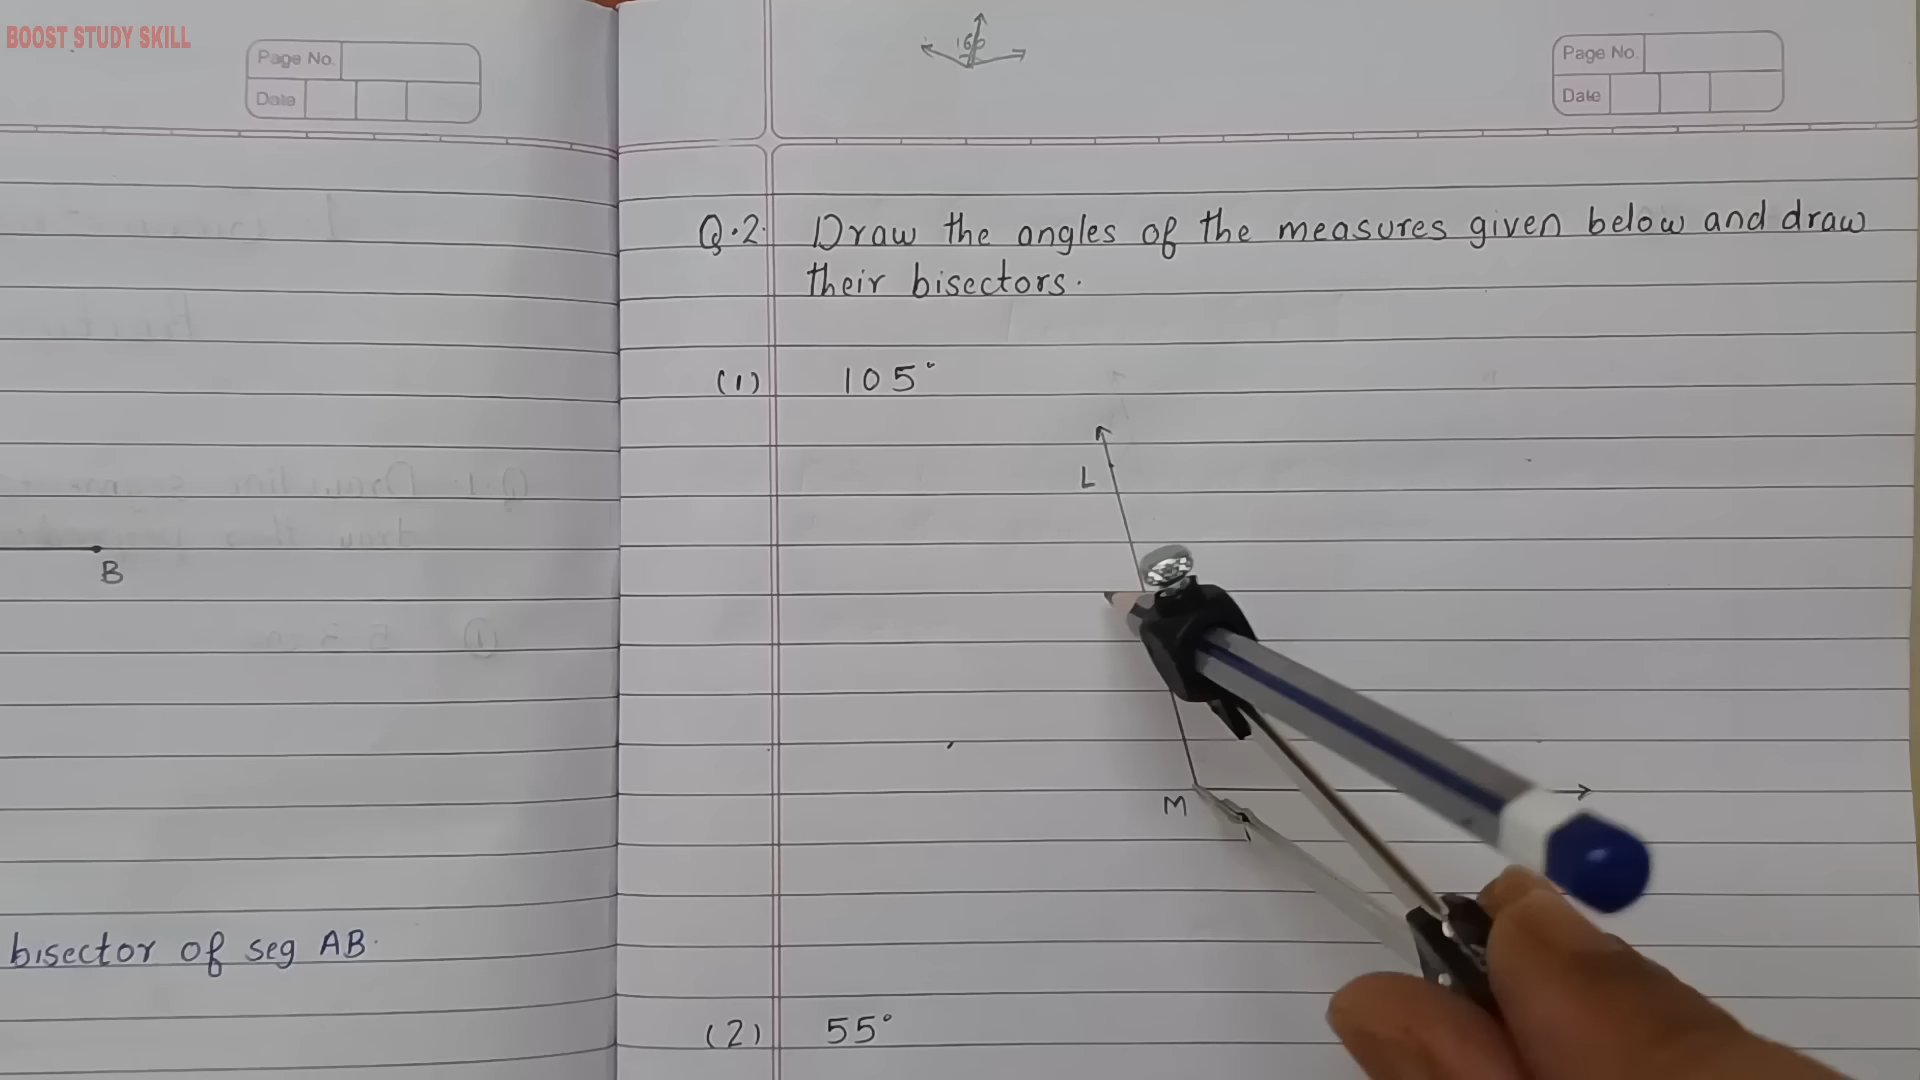 BOOST STUDY SKILL
Page No.
Date
Page No.
Date
Q.2. Draw the angles of the measures given below and draw
their bisectors.
(1) 105°
L
B
M
bisector of seg AB.
(2) 55°